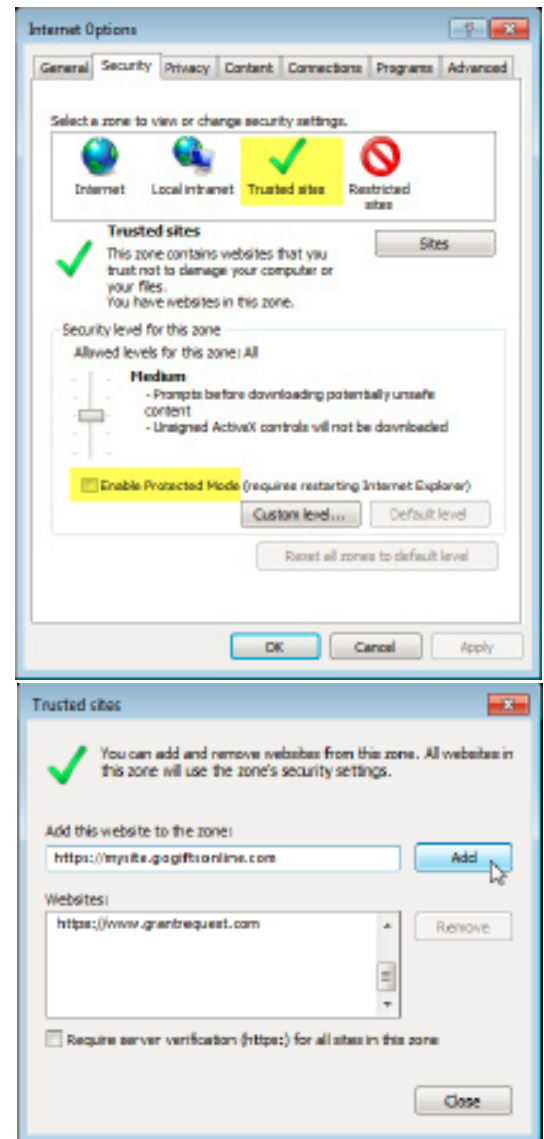 Internet Options
General Security Privacy Content Connections Programs Advanced
Select a zone to view or change security settings.
Internet Local intranet Trusted sites Restricted
sites
Trusted sites
Sites
This zone contains websites that you
trust not to damage your computer or
your files.
You have websites in this zone.
Security level for this zone
Allowed levels for this zone: All
Medium
- Prompts before downloading potentially unsafe
content
- Unsigned ActiveX controls will not be downloaded
Enable Protected Mode (requires restarting Internet Explorer)
Custom level... Default level
Reset all zones to default level
OK Cancel Apply
Trusted sites
You can add and remove websites from this zone. All websites in
this zone will use the zone's security settings.
Add this website to the zone:
https://mysite.gogiftsonline.com Add
Websites:
https://www.grantrequest.com Remove
Require server verification (https:) for all sites in this zone
Close